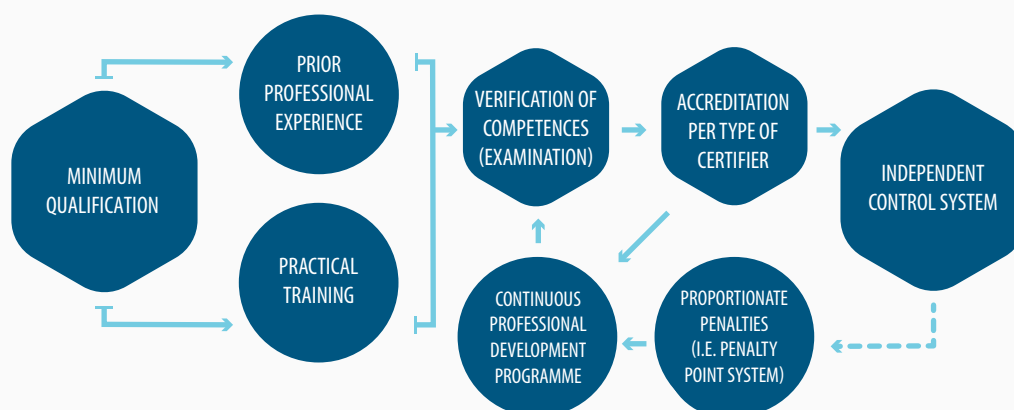 MINIMUM
QUALIFICATION
PRIOR
PROFESSIONAL
EXPERIENCE
PRACTICAL
TRAINING
VERIFICATION OF
COMPETENCES
(EXAMINATION)
ACCREDITATION
PER TYPE OF
CERTIFIER
INDEPENDENT
CONTROL SYSTEM
CONTINUOUS
PROFESSIONAL
DEVELOPMENT
PROGRAMME
PROPORTIONATE
PENALTIES
(I.E. PENALTY
POINT SYSTEM)